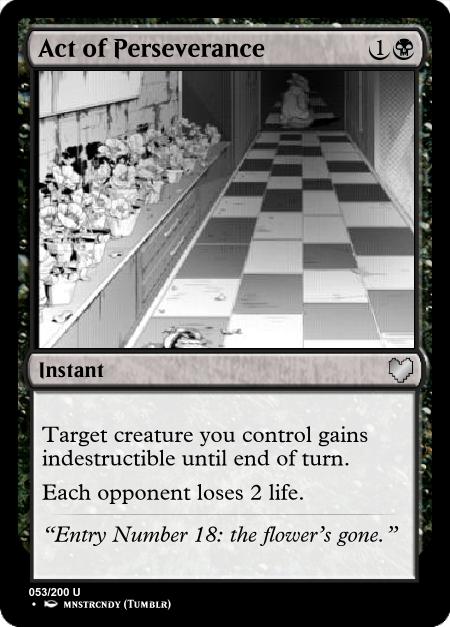 Act of Perseverance 1
Instant
Target creature you control gains
indestructible until end of turn.
Each opponent loses 2 life.
“Entry Number 18: the flower’s gone.”
053/200 U
• MNSTRCNDY (TUMBLR)